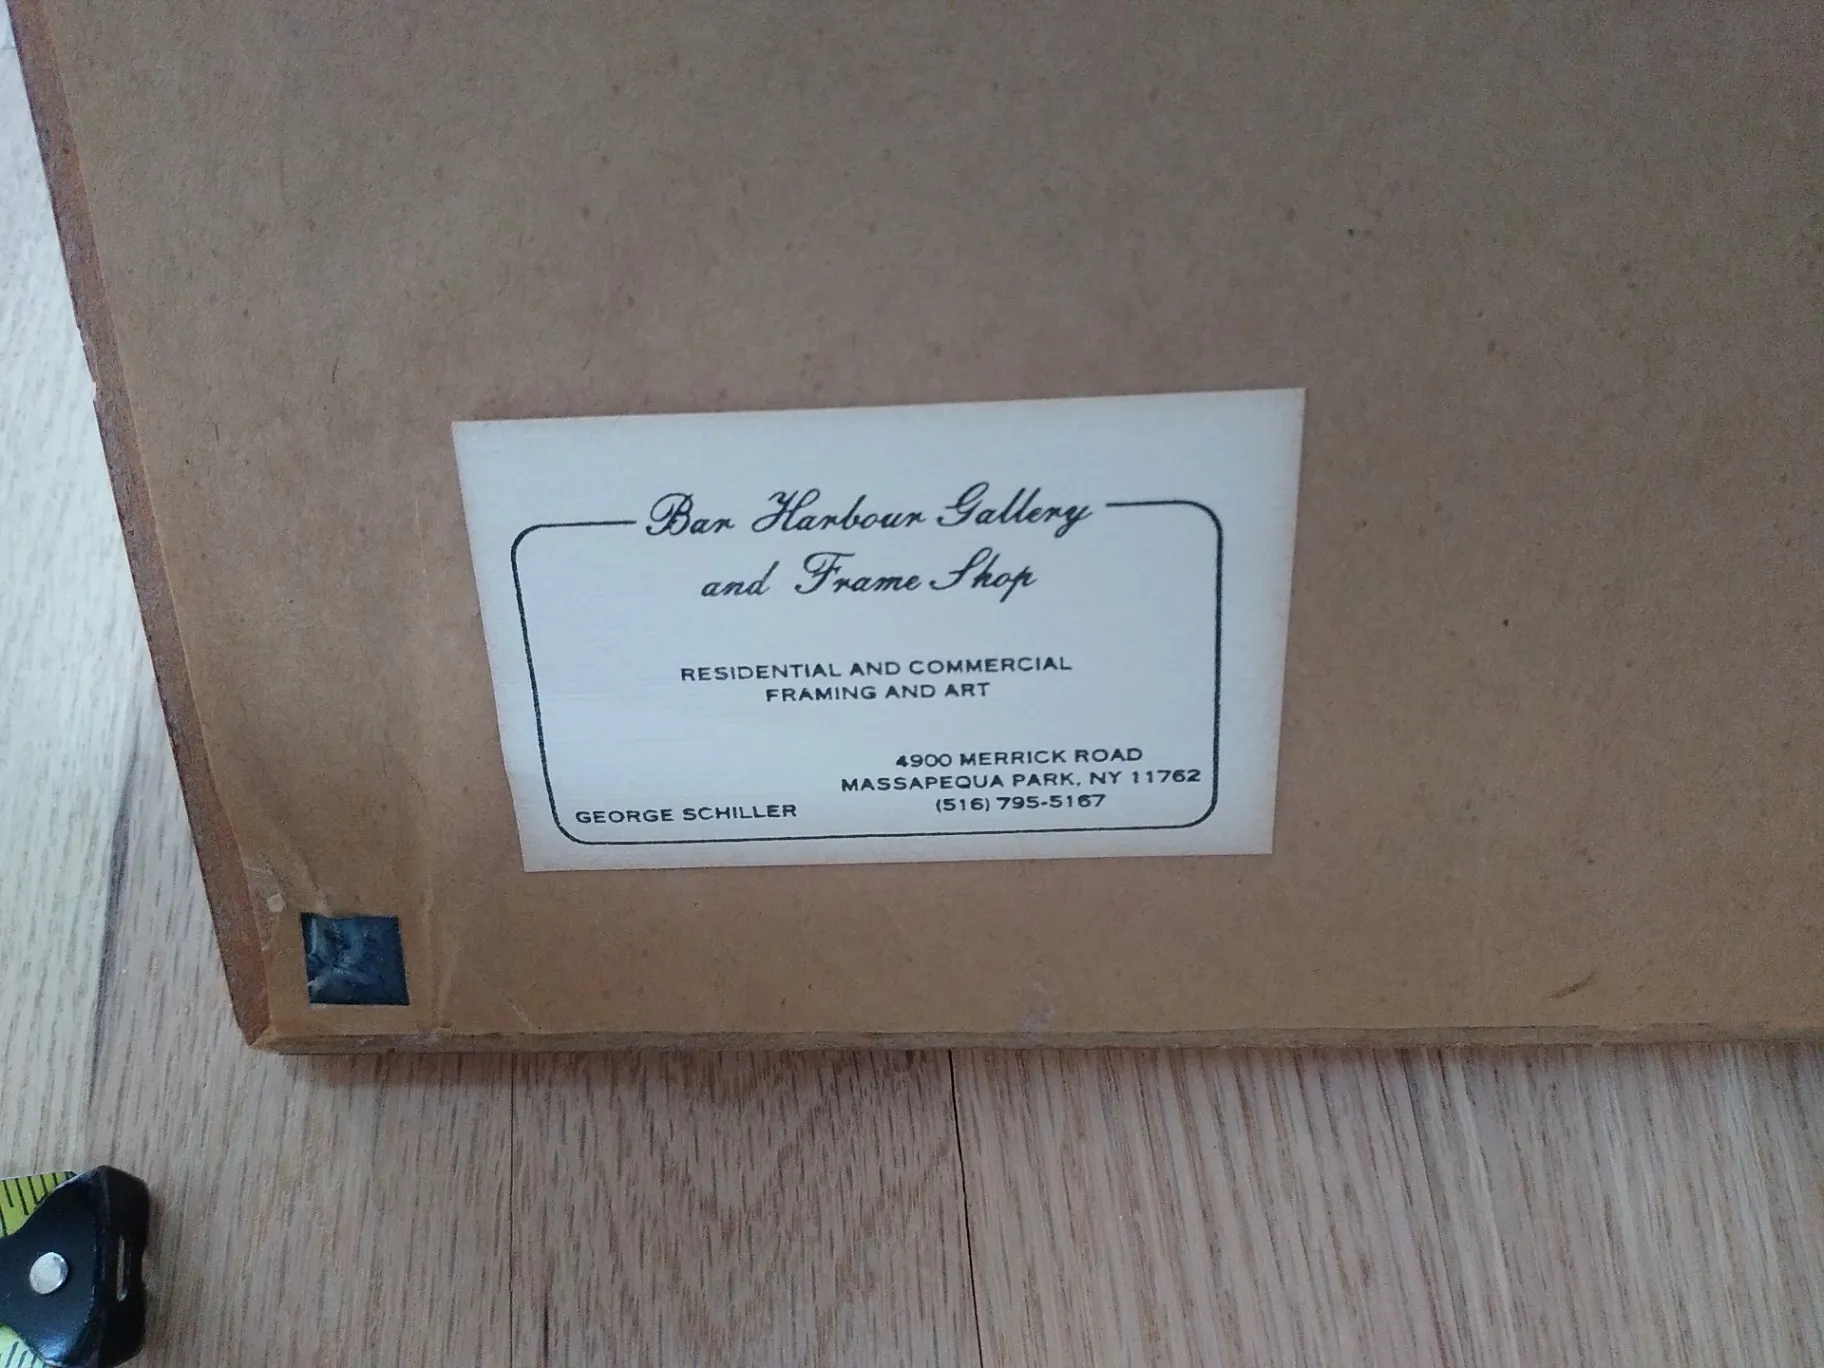 Bar Harbour Gallery
and Frame Shop
RESIDENTIAL AND COMMERCIAL
FRAMING AND ART
4900 MERRICK ROAD
MASSAPEQUA PARK, NY 11762
(516) 795-5167
GEORGE SCHILLER